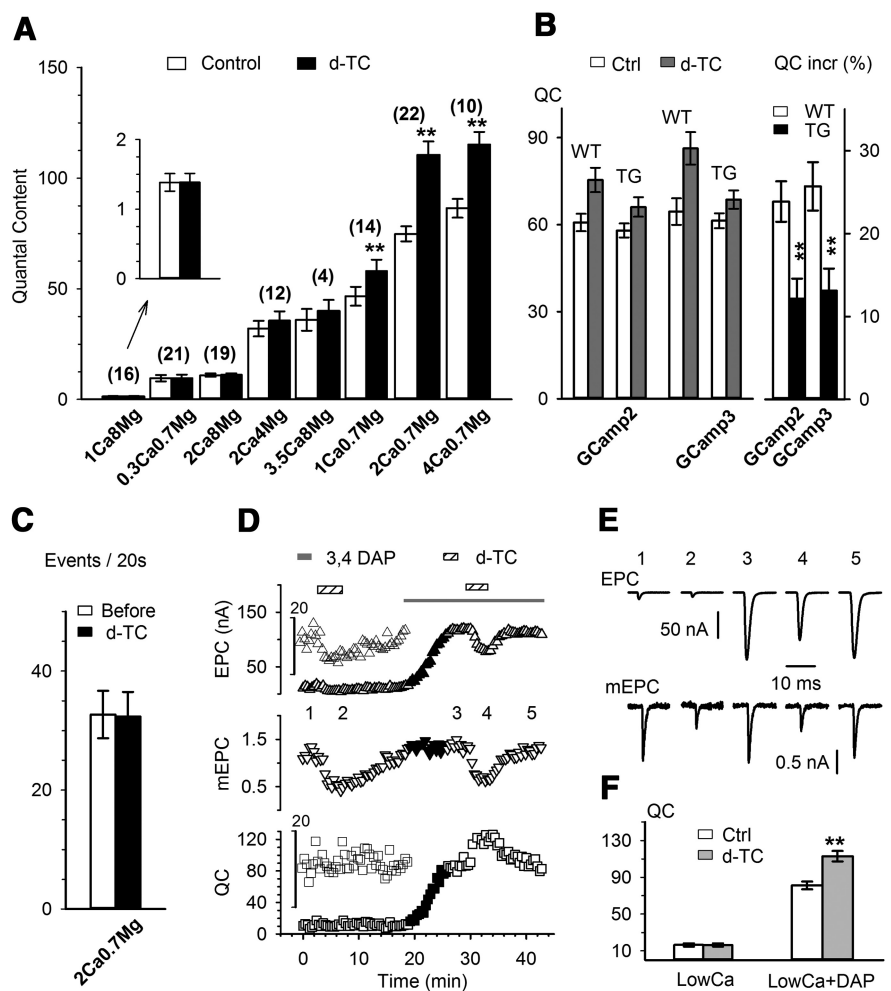 A
Control d-TC
150
100
50
0
Quantal Content
2
1
0
(16)
(21)
(19)
(12)
(4)
(14)
**
(22)
**
(10)
**
1Ca8Mg
0.3Ca0.7Mg
2Ca8Mg
2Ca4Mg
3.5Ca8Mg
1Ca0.7Mg
2Ca0.7Mg
4Ca0.7Mg
B
Ctrl d-TC
QC
90
60
30
0
WT
TG
WT
TG
GCamp2
GCamp3
QC incr (%)
WT
TG
30
20
10
0
**
**
GCamp2
GCamp3
C
Events / 20s
Before
d-TC
40
20
0
2Ca0.7Mg
D
3,4 DAP d-TC
20
150
50
EPC (nA)
1 2 3 4 5
1.5
0.5
mEPC
20
120
80
40
0
QC
0 10 20 30 40
Time (min)
E
1 2 3 4 5
EPC
50 nA
10 ms
mEPC
0.5 nA
F
QC
Ctrl
d-TC
130
90
50
10
**
LowCa LowCa+DAP